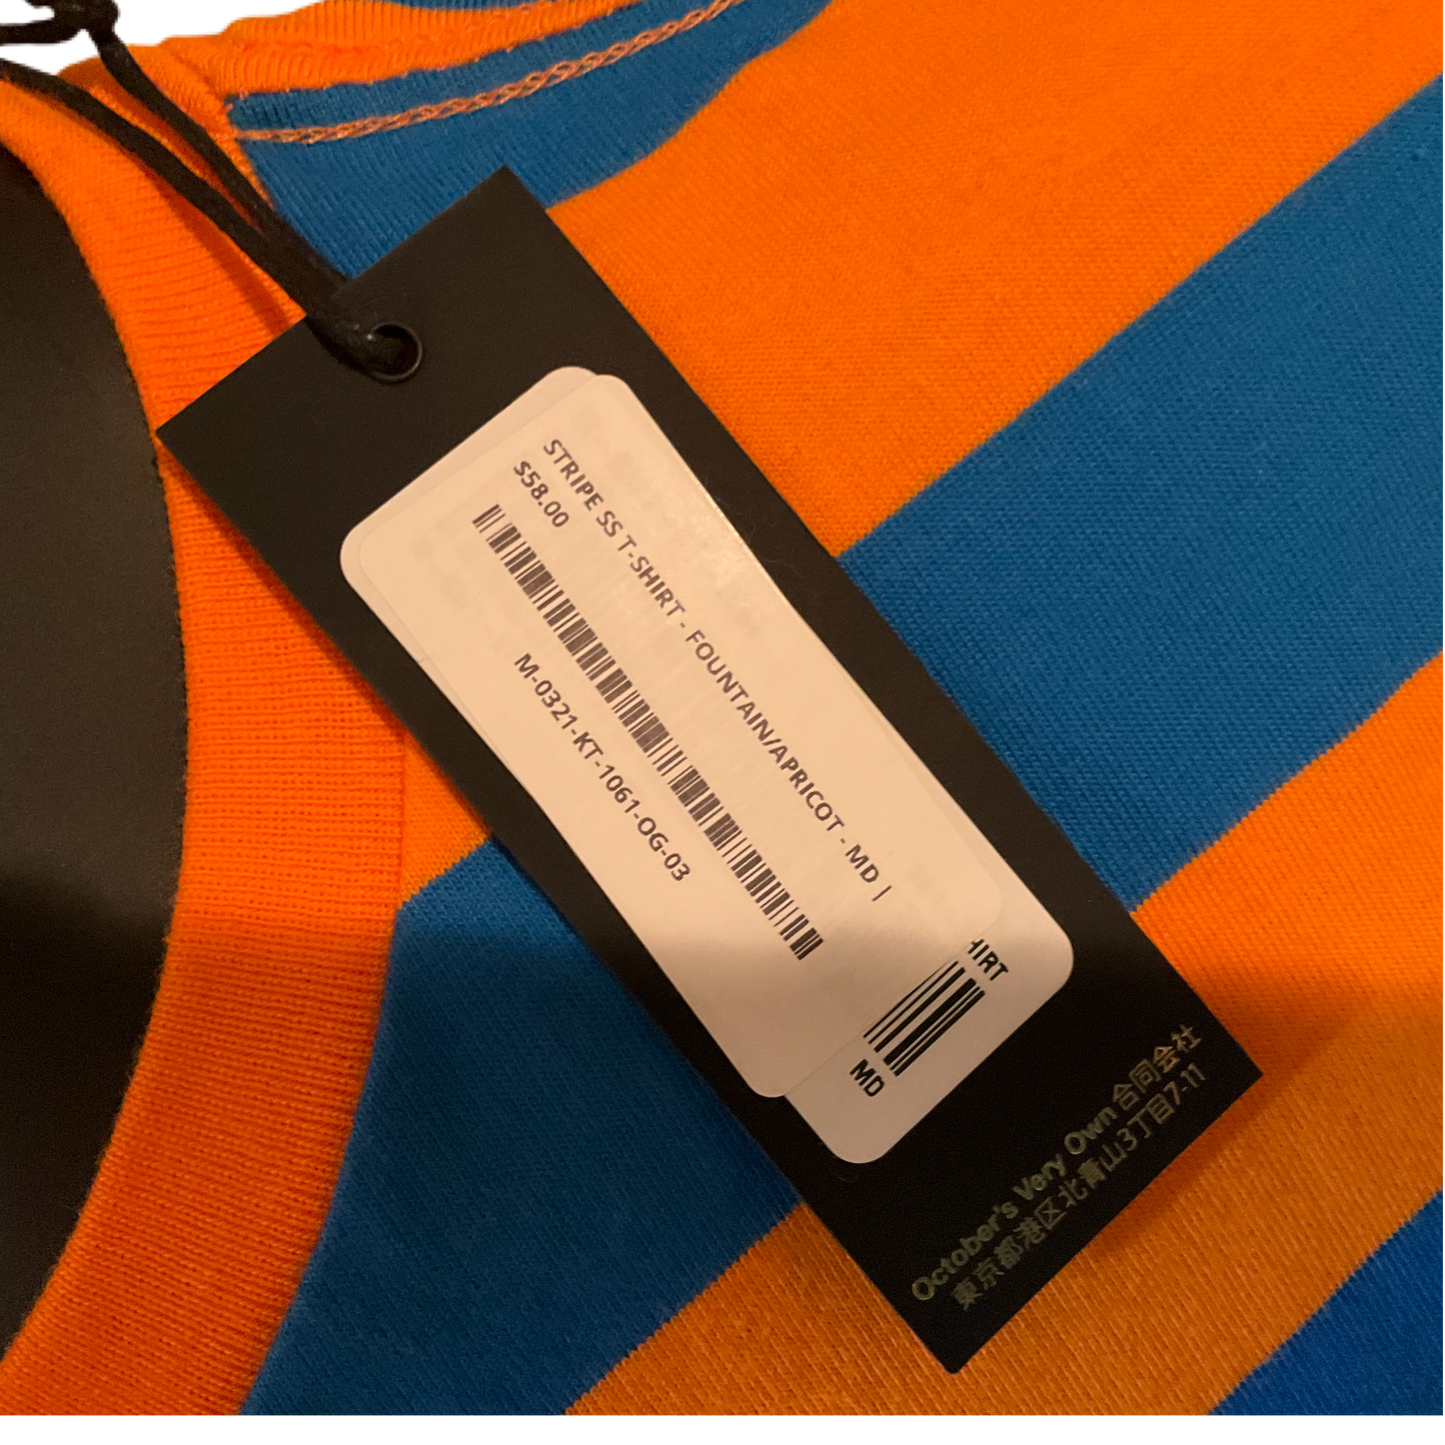 STRIPE SS T-SHIRT - FOUNTAIN/APRICOT - MD |
$58.00
M-0321-KT-1061-OG-03
HIRT
MD
October's Very Own 合同会社
東京都港区北青山3丁目7-11